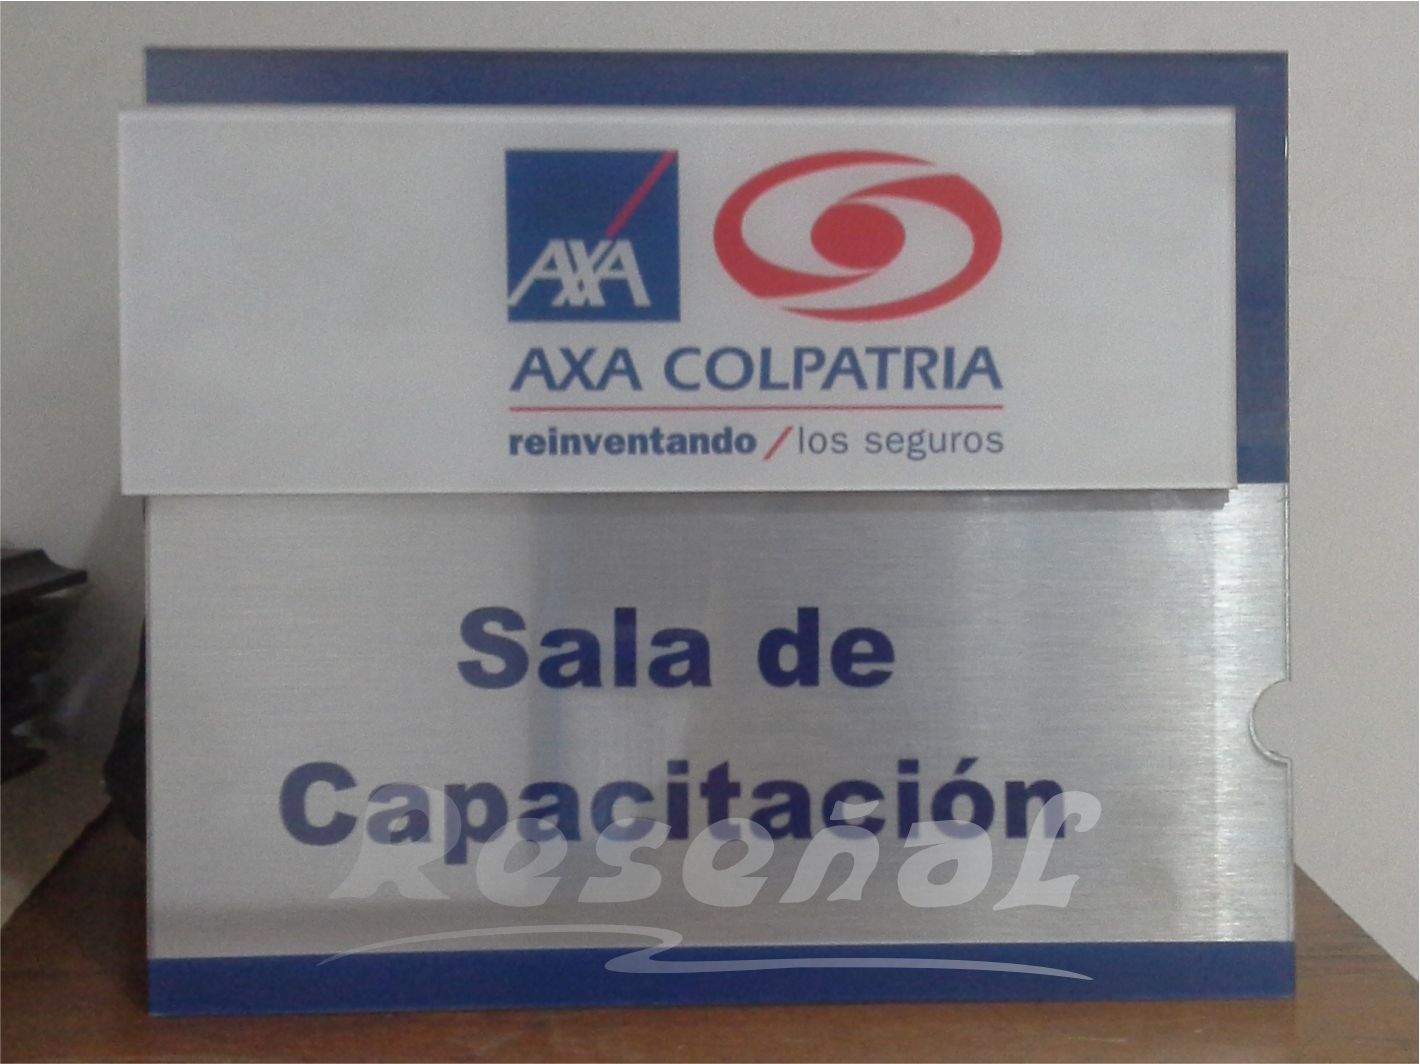 AXA
AXA COLPATRIA
reinventando / los seguros
Sala de
Capacitación
Reseñal